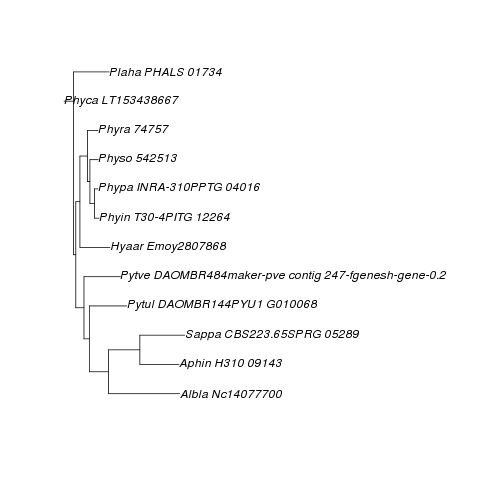 Plaha PHALS 01734
Phyca LT153438667
Phyra 74757
Physo 542513
Phypa INRA-310PPTG 04016
Phyin T30-4PITG 12264
Hyaar Emoy2807868
Pytve DAOMBR484maker-pve contig 247-fgenesh-gene-0.2
Pytul DAOMBR144PYU1 G010068
Sappa CBS223.65SPRG 05289
Aphin H310 09143
Albla Nc14077700